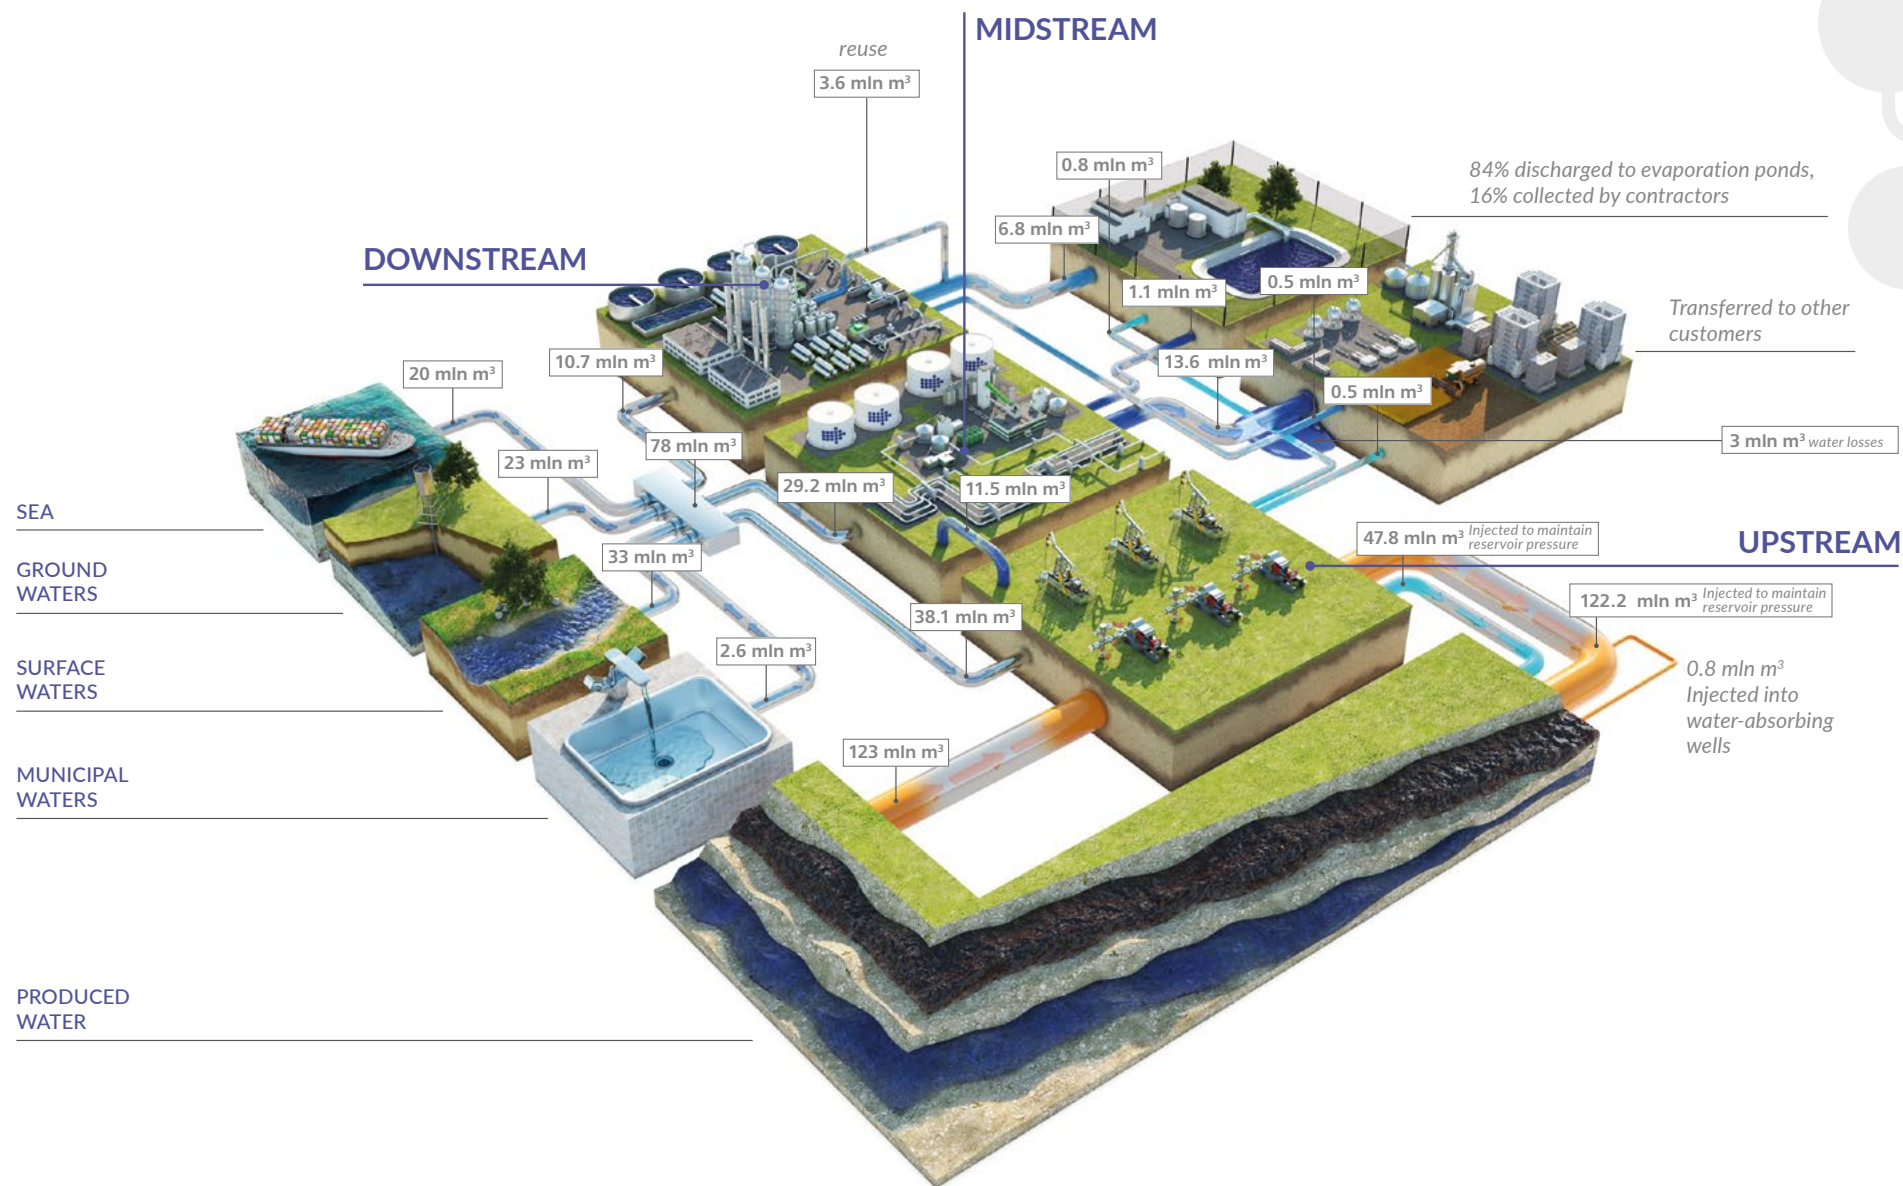 MIDSTREAM
reuse
3.6 mln m³
0.8 mln m³
84% discharged to evaporation ponds,
16% collected by contractors
6.8 mln m³
DOWNSTREAM
1.1 mln m³
0.5 mln m³
Transferred to other
customers
10.7 mln m³
13.6 mln m³
20 mln m³
0.5 mln m³
78 mln m³
3 mln m³ water losses
23 mln m³
29.2 mln m³
11.5 mln m³
SEA
47.8 mln m³ Injected to maintain
reservoir pressure
UPSTREAM
33 mln m³
GROUND
WATERS
122.2 mln m³ Injected to maintain
reservoir pressure
38.1 mln m³
2.6 mln m³
SURFACE
WATERS
0.8 mln m³
Injected into
water-absorbing
wells
123 mln m³
MUNICIPAL
WATERS
PRODUCED
WATER